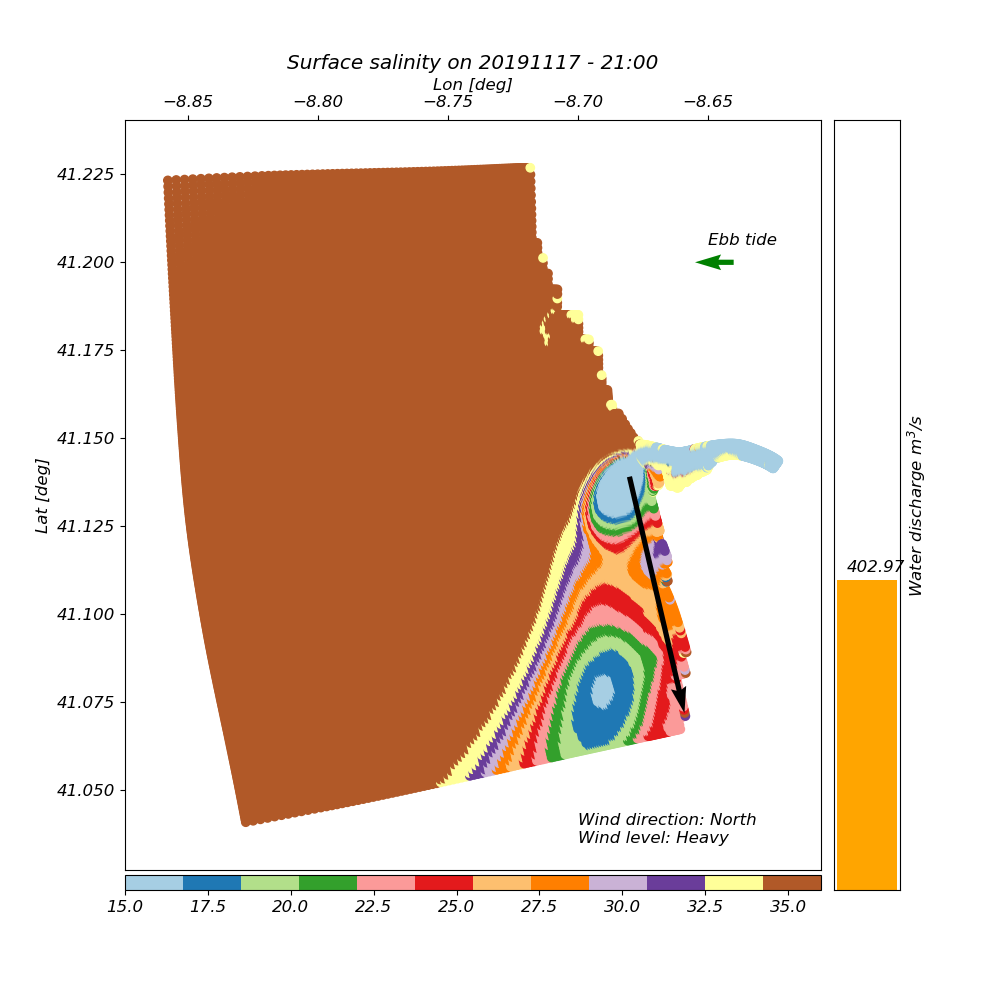 Surface salinity on 20191117 - 21:00
Lon [deg]
−8.85 −8.80 −8.75 −8.70 −8.65
41.225
41.200
41.175
41.150
41.125
41.100
41.075
41.050
Lat [deg]
Ebb tide
Wind direction: North
Wind level: Heavy
402.97
Water discharge m³/s
15.0 17.5 20.0 22.5 25.0 27.5 30.0 32.5 35.0